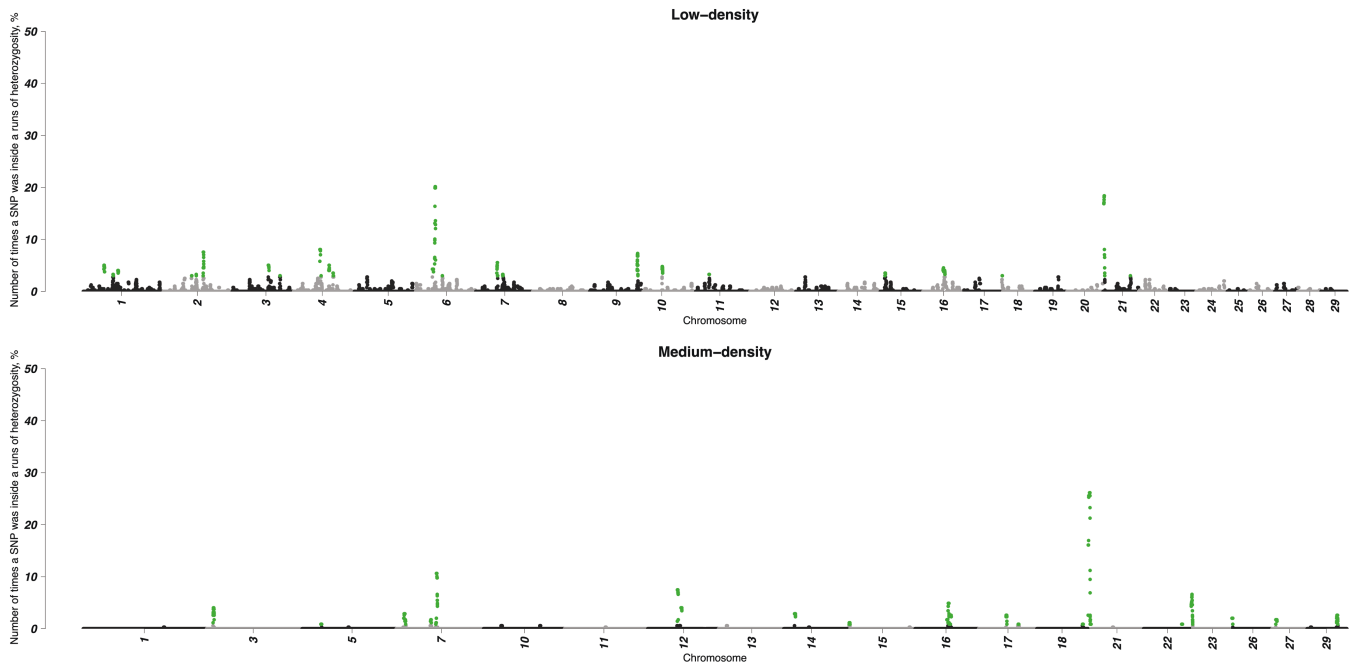 Low−density
Number of times a SNP was inside a runs of heterozygosity, %
50
40
30
20
10
0
1 2 3 4 5 6 7 8 9 10 11 12 13 14 15 16 17 18 19 20 21 22 23 24 25 26 27 28 29
Chromosome
Medium−density
Number of times a SNP was inside a runs of heterozygosity, %
50
40
30
20
10
0
1 3 5 7 10 11 12 13 14 15 16 17 18 21 22 23 26 27 29
Chromosome